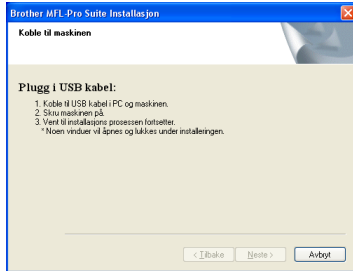 Brother MFL-Pro Suite Installasjon
Koble til maskinen
Plugg i USB kabel:
1. Koble til USB kabel i PC og maskinen.
2. Skru maskinen på.
3. Vent til installasjons prosessen fortsetter.
* Noen vinduer vil åpnes og lukkes under installeringen.
< Tilbake Neste > Avbryt